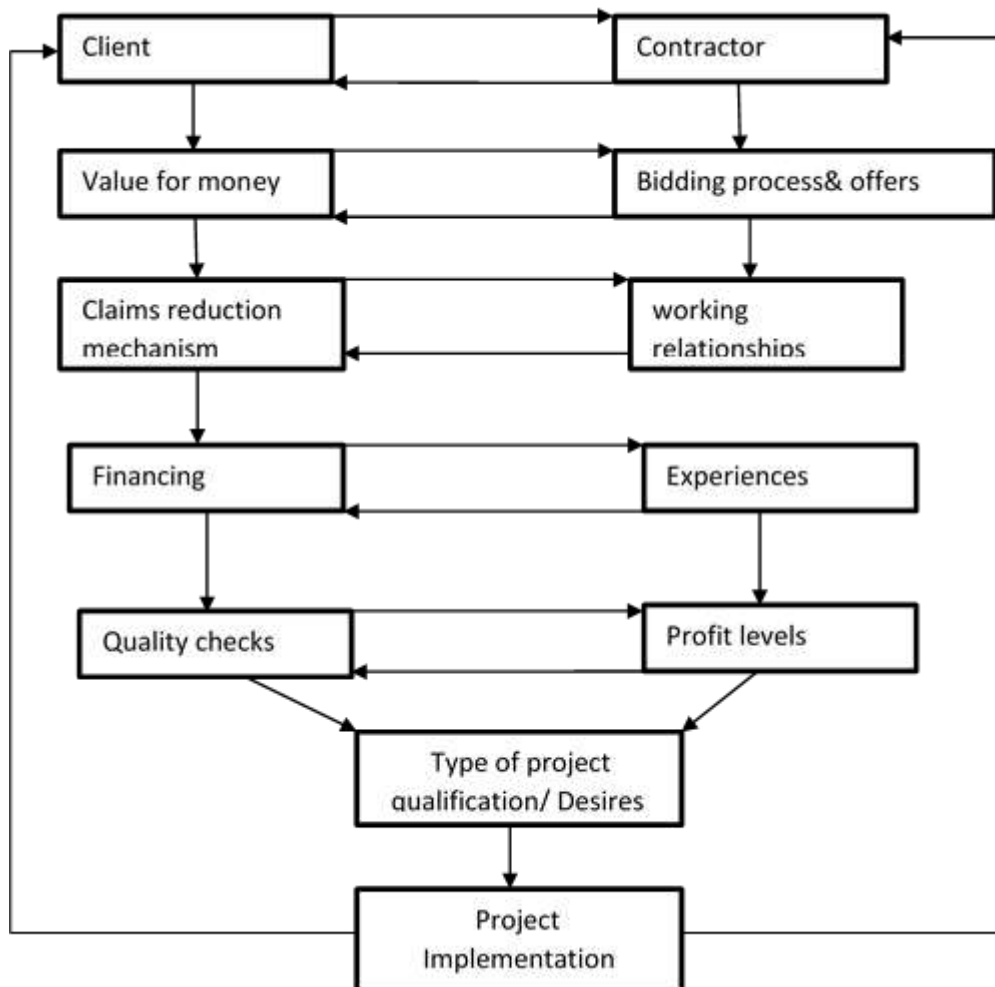 Client
Contractor
Value for money
Bidding process& offers
Claims reduction
mechanism
working
relationships
Financing
Experiences
Quality checks
Profit levels
Type of project
qualification/ Desires
Project
Implementation